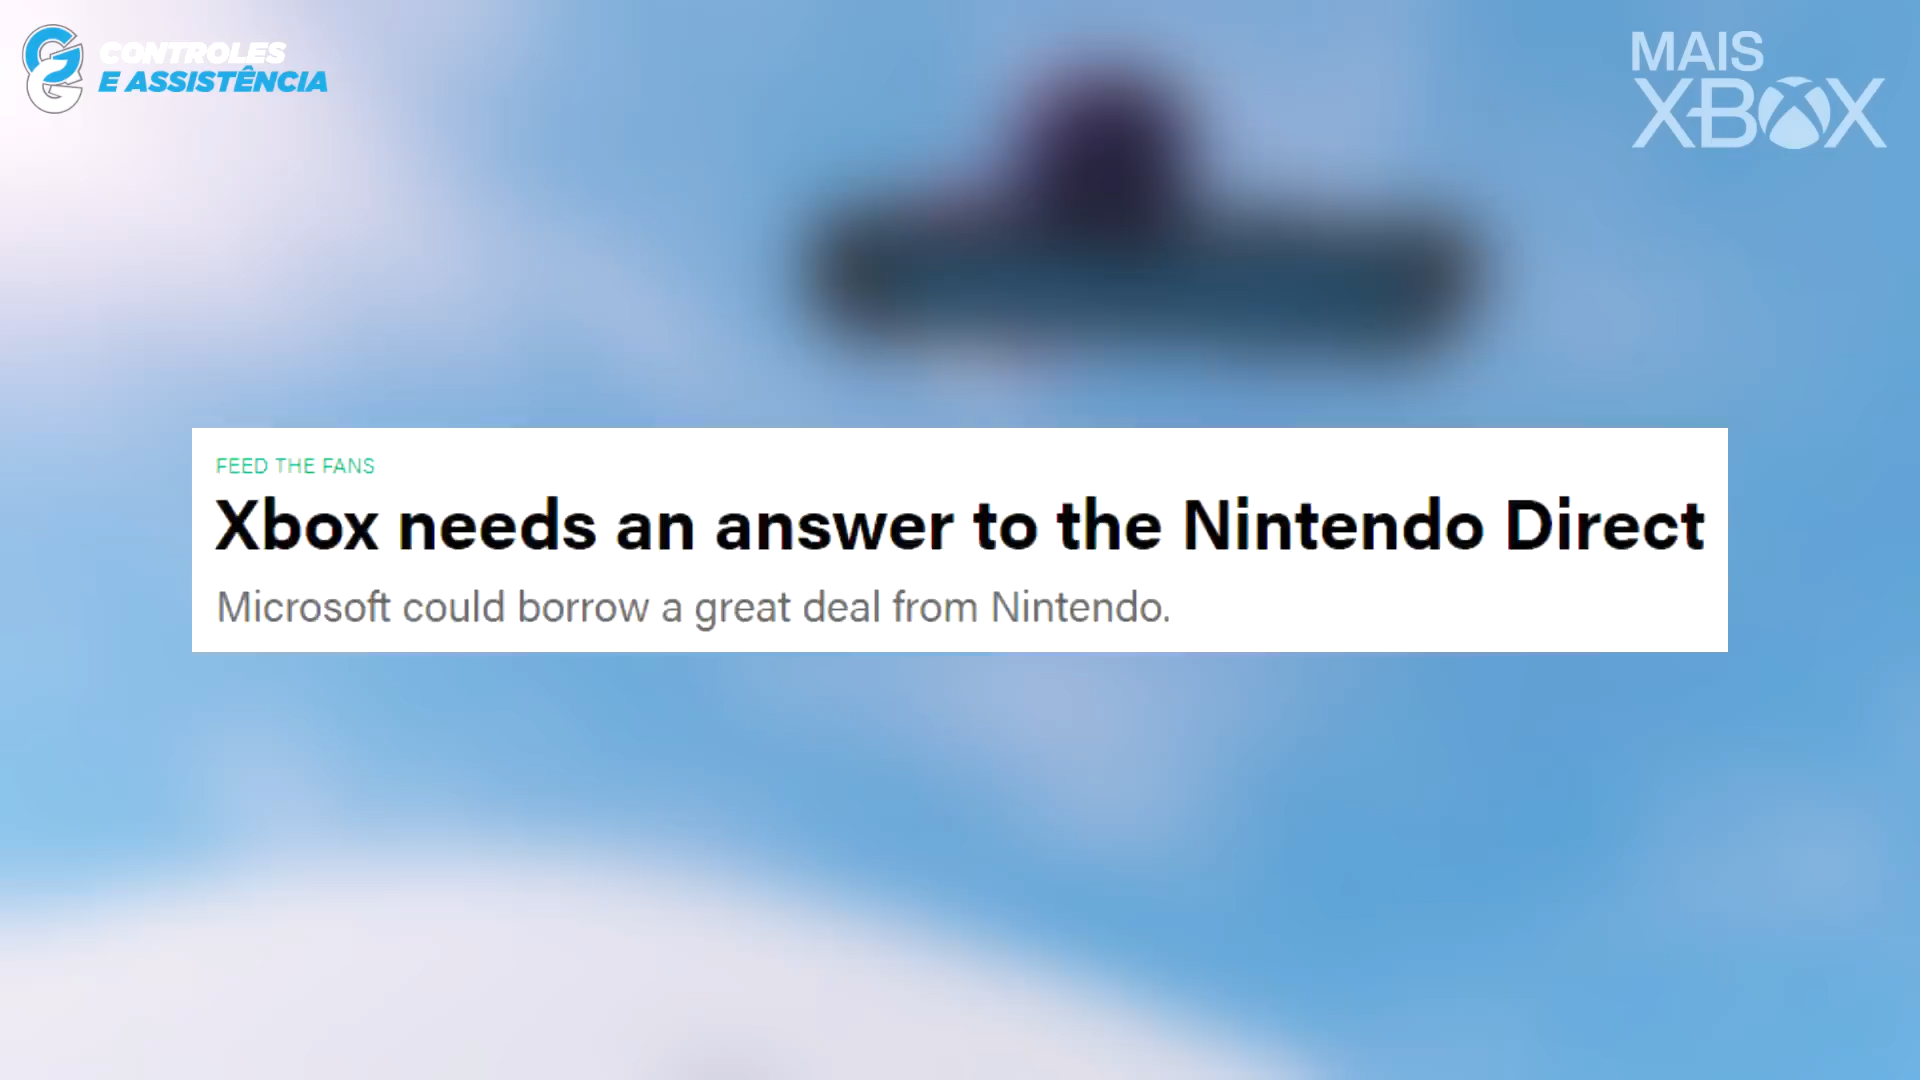 CONTROLES
E ASSISTÊNCIA
MAIS
XBOX
FEED THE FANS
Xbox needs an answer to the Nintendo Direct
Microsoft could borrow a great deal from Nintendo.